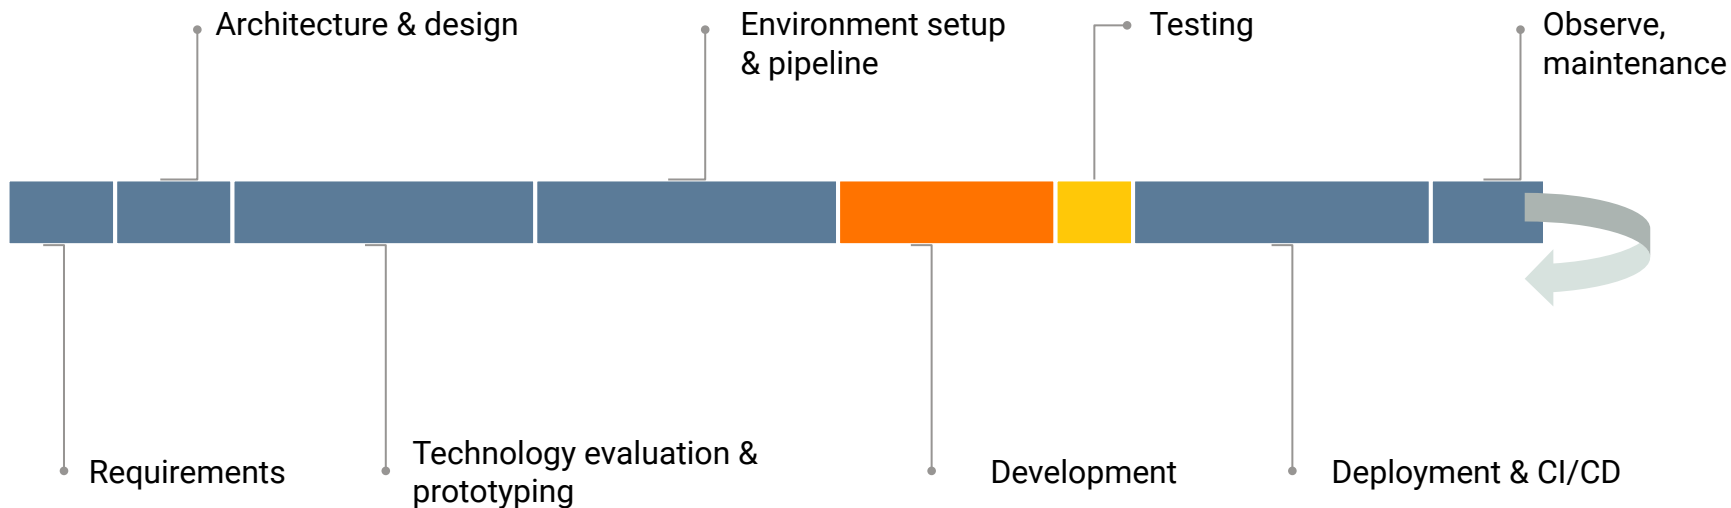 Architecture & design
Environment setup
& pipeline
Testing
Observe,
maintenance
Requirements
Technology evaluation &
prototyping
Development
Deployment & CI/CD